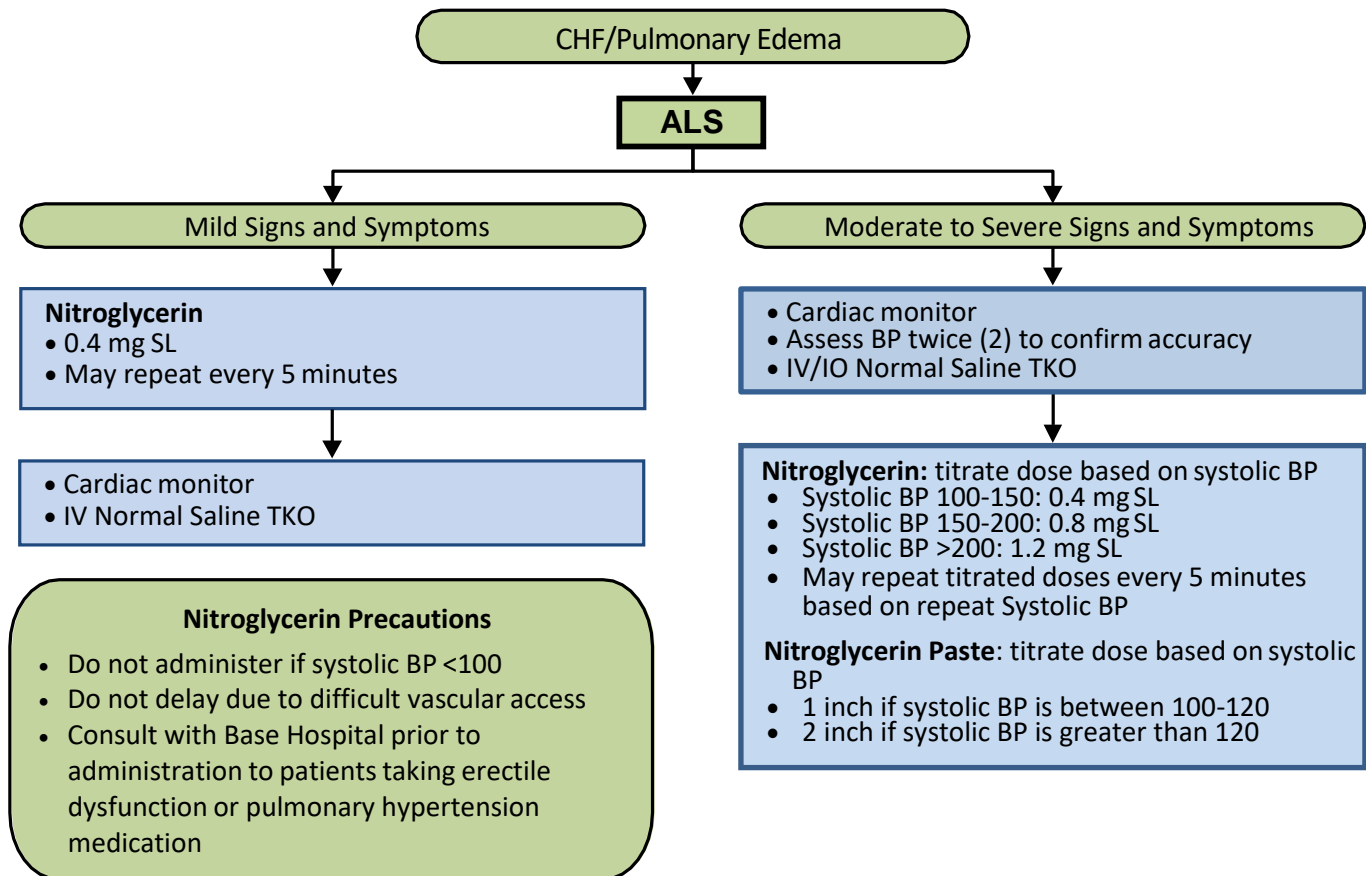 CHF/Pulmonary Edema
ALS
Mild Signs and Symptoms
Nitroglycerin
• 0.4 mg SL
• May repeat every 5 minutes
• Cardiac monitor
• IV Normal Saline TKO
Nitroglycerin Precautions
• Do not administer if systolic BP <100
• Do not delay due to difficult vascular access
• Consult with Base Hospital prior to
administration to patients taking erectile
dysfunction or pulmonary hypertension
medication
Moderate to Severe Signs and Symptoms
• Cardiac monitor
• Assess BP twice (2) to confirm accuracy
• IV/IO Normal Saline TKO
Nitroglycerin: titrate dose based on systolic BP
• Systolic BP 100-150: 0.4 mg SL
• Systolic BP 150-200: 0.8 mg SL
• Systolic BP >200: 1.2 mg SL
• May repeat titrated doses every 5 minutes
based on repeat Systolic BP
Nitroglycerin Paste: titrate dose based on systolic
BP
• 1 inch if systolic BP is between 100-120
• 2 inch if systolic BP is greater than 120